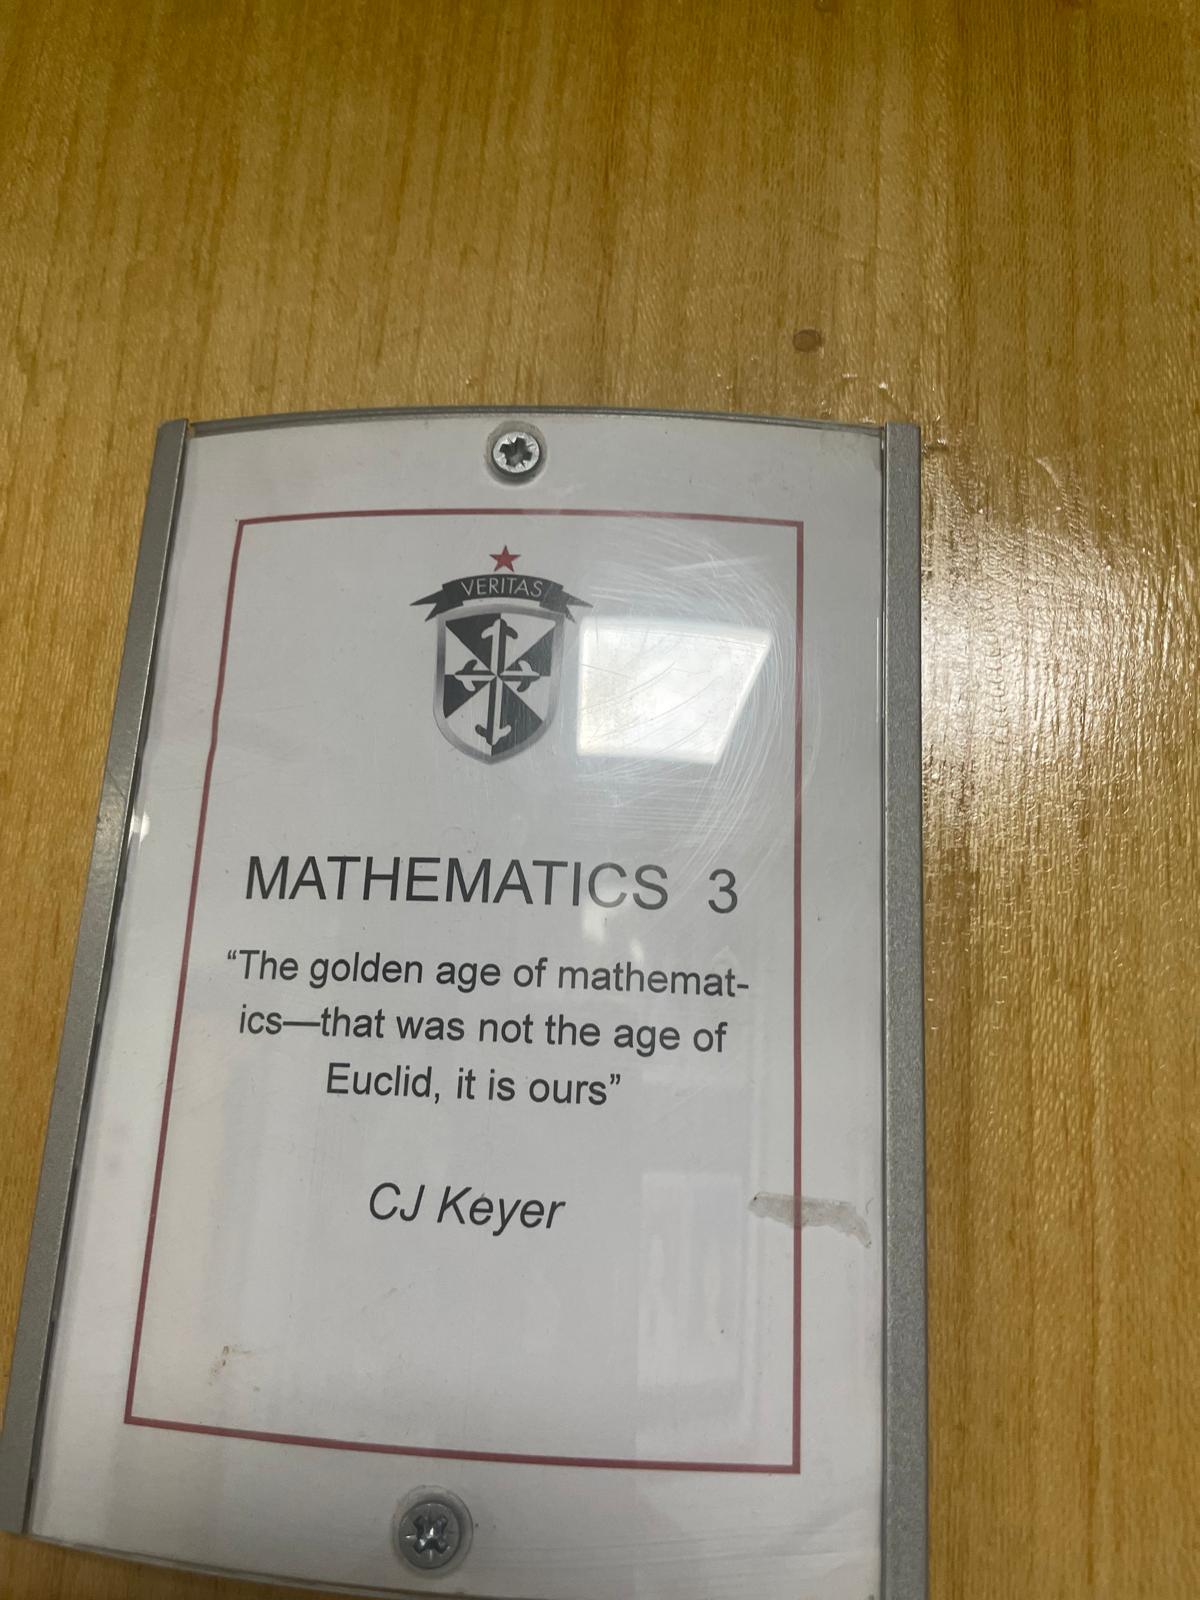 VERITAS
MATHEMATICS 3
“The golden age of mathemat-
ics—that was not the age of
Euclid, it is ours”
CJ Keyer